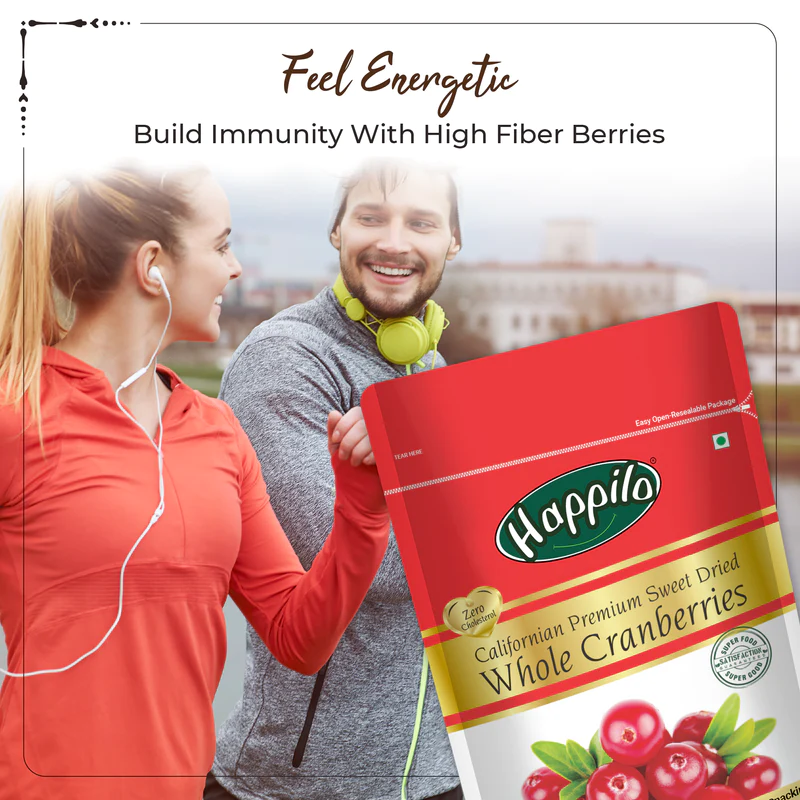 Feel Energetic
Build Immunity With High Fiber Berries
Easy Open-Resealable Package
TEAR HERE
Happilo®
Zero
Cholesterol
Californian Premium Sweet Dried
Whole Cranberries
SUPER FOOD
SATISFACTION
GUARANTEED
SUPER GOOD